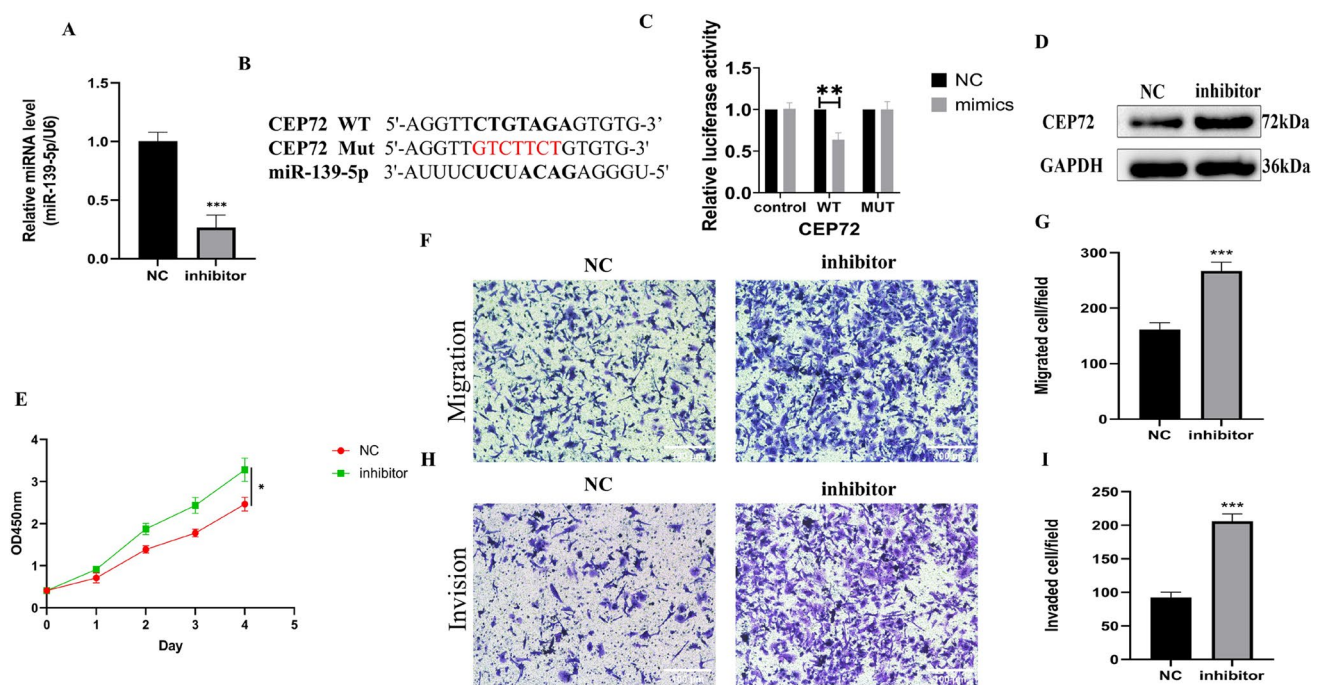 A
Relative miRNA level
(miR-139-5p/U6)
1.5
1.0
0.5
0.0
NC
inhibitor
***
B
CEP72 WT 5'-AGGTTCTGTAGAGTGTG-3’
CEP72 Mut 5'-AGGTTGTCTTCTGTGTG-3'
miR-139-5p 3'-AUUUCUCUACAGAGGGU-5'
C
Relative luciferase activity
1.5
1.0
0.5
0.0
**
control
WT
MUT
CEP72
NC
mimics
D
NC
inhibitor
CEP72
72kDa
GAPDH
36kDa
E
OD450nm
4
3
2
1
0
0
1
2
3
4
5
Day
*
NC
inhibitor
F
NC
inhibitor
Migration
G
Migrated cell/field
300
200
100
0
***
NC
inhibitor
H
NC
inhibitor
Invision
I
Invaded cell/field
250
200
150
100
50
0
***
NC
inhibitor